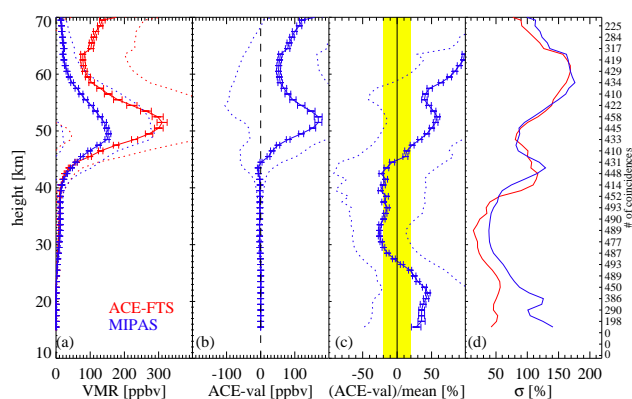 70
60
50
40
30
20
10
height [km]
ACE-FTS
MIPAS
(a)
0 100 200 300
VMR [ppbv]
(b)
-100 0 100
ACE-val [ppbv]
(c)
-50 0 50
(ACE-val)/mean [%]
(d)
50 100 150 200
σ [%]
225
284
317
419
429
434
410
422
458
445
433
410
431
448
414
452
493
490
489
477
487
493
489
450
386
290
198
0
0
0
# of coincidences